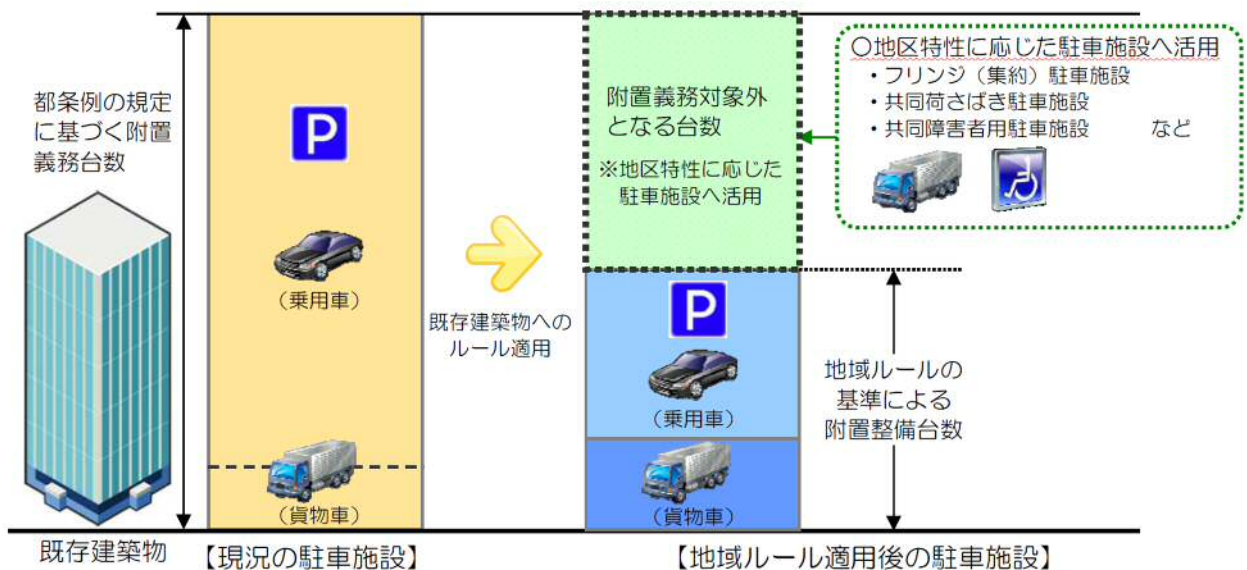 都条例の規定
に基づく附置
義務台数
既存建築物
P
（乗用車）
（貨物車）
【現況の駐車施設】
既存建築物への
ルール適用
附置義務対象外
となる台数
※地区特性に応じた
駐車施設へ活用
P
（乗用車）
（貨物車）
【地域ルール適用後の駐車施設】
〇地区特性に応じた駐車施設へ活用
・フリンジ（集約）駐車施設
・共同荷さばき駐車施設
・共同障害者用駐車施設　　など
地域ルールの
基準による
附置整備台数